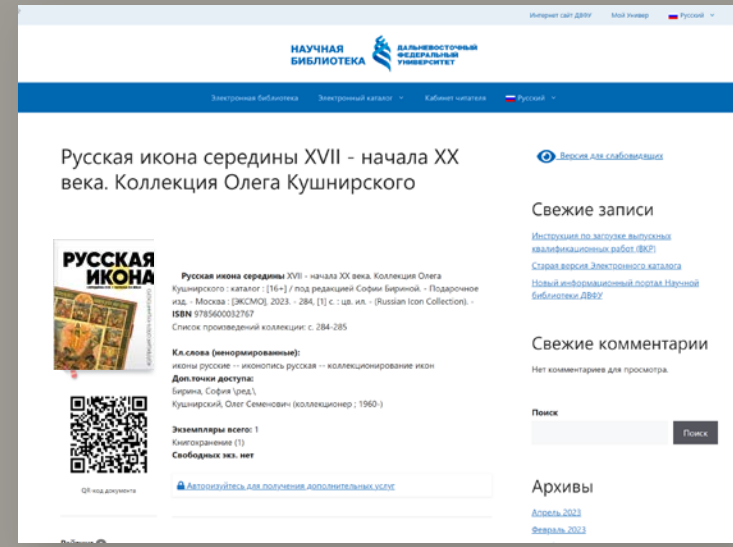 Интернет сайт ДВФУ
Мой Универ
Русский
НАУЧНАЯ
БИБЛИОТЕКА
ДАЛЬНЕВОСТОЧНЫЙ
ФЕДЕРАЛЬНЫЙ
УНИВЕРСИТЕТ
Электронная библиотека
Электронный каталог
Кабинет читателя
Русский
Русская икона середины XVII - начала XX
века. Коллекция Олега Кушнирского
РУССКАЯ
ИКОНА
Русская икона середины XVII - начала XX века. Коллекция Олега
Кушнирского : каталог : [16+] / под редакцией Софии Бириной. - Подарочное
изд. - Москва : [ЭКСМО], 2023. - 284, [1] с. : цв. ил. - (Russian Icon Collection). -
ISBN 9785600032767
Список произведений коллекции: с. 284-285
Кл.слова (ненормированные):
иконы русские -- иконопись русская -- коллекционирование икон
Доп.точки доступа:
Бирина, София \ред.\
Кушнирский, Олег Семенович (коллекционер ; 1960-)
Экземпляры всего: 1
Книгохранение (1)
Свободных экз. нет
QR-код документа
Авторизуйтесь для получения дополнительных услуг
Рейтинг
Версия для слабовидящих
Свежие записи
Инструкция по загрузке выпускных
квалификационных работ (ВКР)
Старая версия Электронного каталога
Новый информационный портал Научной
библиотеки ДВФУ
Свежие комментарии
Нет комментариев для просмотра.
Поиск
Поиск
Архивы
Апрель 2023
Февраль 2023